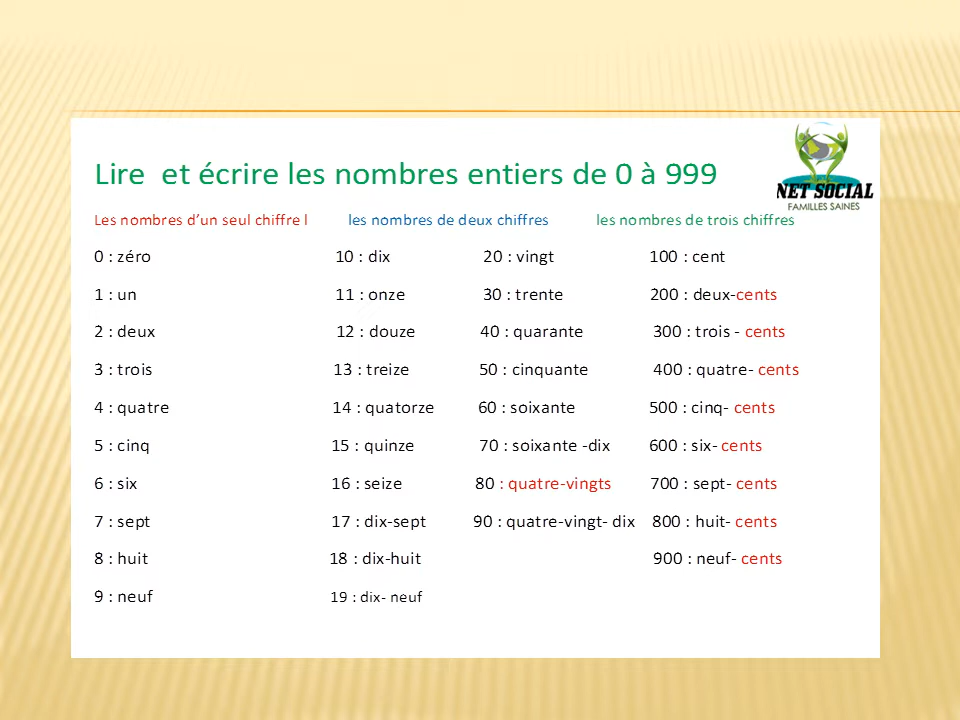 Lire  et écrire les nombres entiers de 0 à 999
NET SOCIAL
FAMILLES SAINES
Les nombres d’un seul chiffre l les nombres de deux chiffres les nombres de trois chiffres
0 : zéro 10 : dix 20 : vingt 100 : cent
1 : un 11 : onze 30 : trente 200 : deux-cents
2 : deux 12 : douze 40 : quarante 300 : trois - cents
3 : trois 13 : treize 50 : cinquante 400 : quatre- cents
4 : quatre 14 : quatorze 60 : soixante 500 : cinq- cents
5 : cinq 15 : quinze 70 : soixante -dix 600 : six- cents
6 : six 16 : seize 80 : quatre-vingts 700 : sept- cents
7 : sept 17 : dix-sept 90 : quatre-vingt- dix 800 : huit- cents
8 : huit 18 : dix-huit 900 : neuf- cents
9 : neuf 19 : dix- neuf